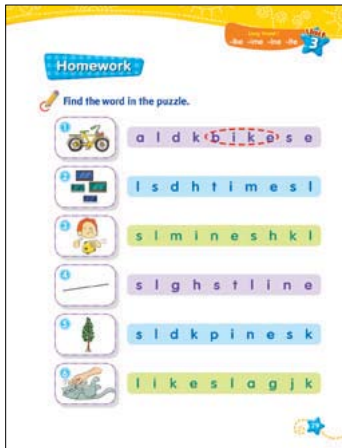 Long Vowel i
-ike -ime -ine -ite
3
Homework
Find the word in the puzzle.
1
a l d k b i k e s e
2
l s d h t i m e s l
3
s l m i n e s h k l
4
s l g h s t l i n e
5
s l d k p i n e s k
6
l i k e s l a g j k
29